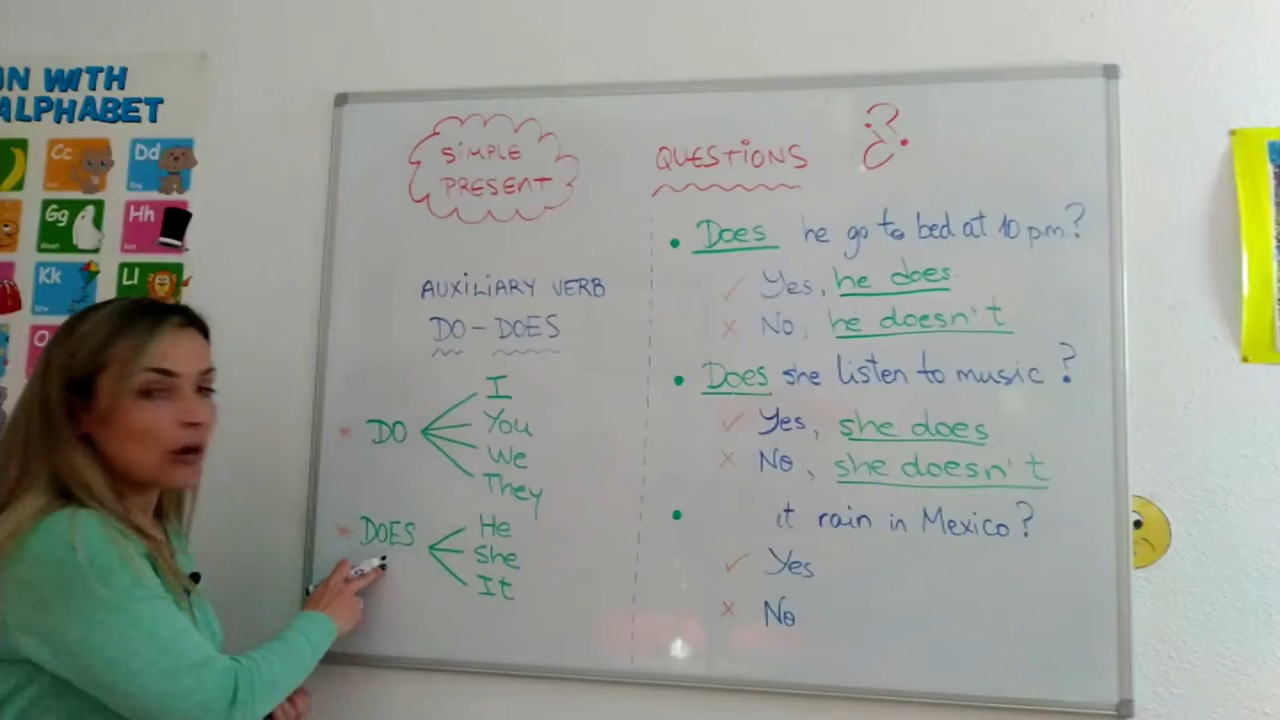 UN WITH
ALPHABET
Cc
Dd
Gg
Hh
Kk
Ll
SIMPLE
PRESENT
AUXILIARY VERB
DO - DOES
* DO
I
You
We
They
* DOES
He
She
It
QUESTIONS ¿?
• Does he go to bed at 10 pm?
✓ Yes, he does.
x No, he doesn't
• Does she listen to music?
✓ Yes, she does.
x No, she doesn't
• it rain in Mexico?
✓ Yes
x No